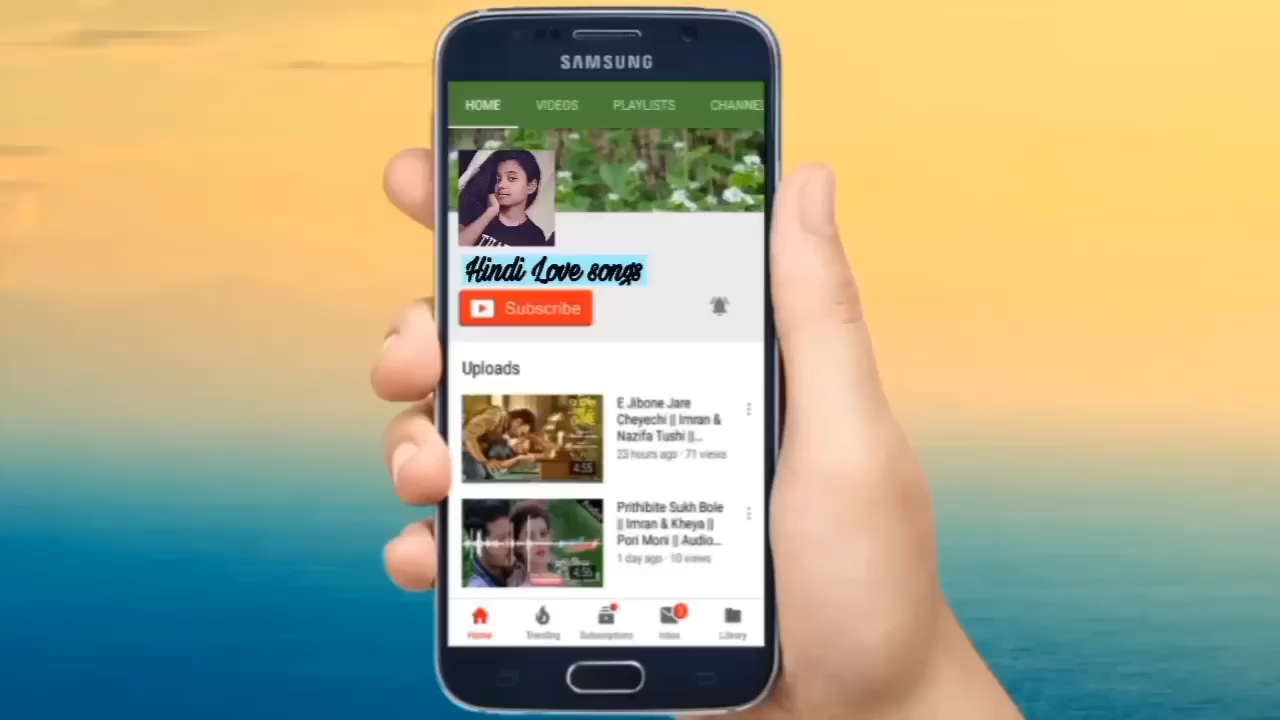 SAMSUNG
HOME VIDEOS PLAYLISTS CHANNEL
Hindi Love songs
Subscribe
Uploads
E Jibone Jare
Cheyechi || Imran &
Nazifa Tushi ||...
23 hours ago · 71 views
4:55
Prithibite Sukh Bole
|| Imran & Kheya ||
Pori Moni || Audio...
1 day ago · 10 views
4:55
Home Trending Subscriptions Inbox Library